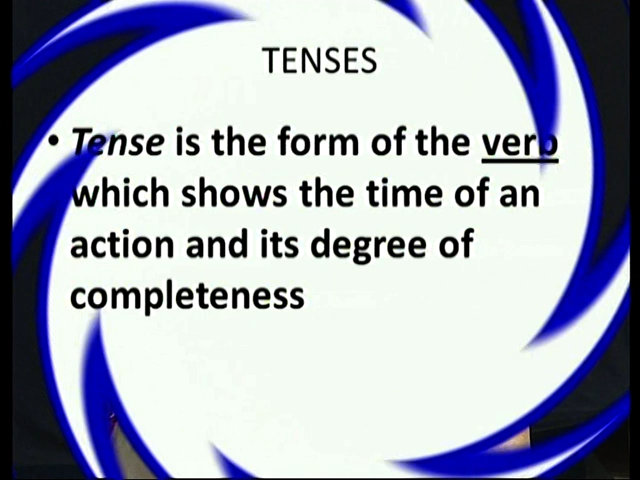 TENSES
• Tense is the form of the verb
which shows the time of an
action and its degree of
completeness